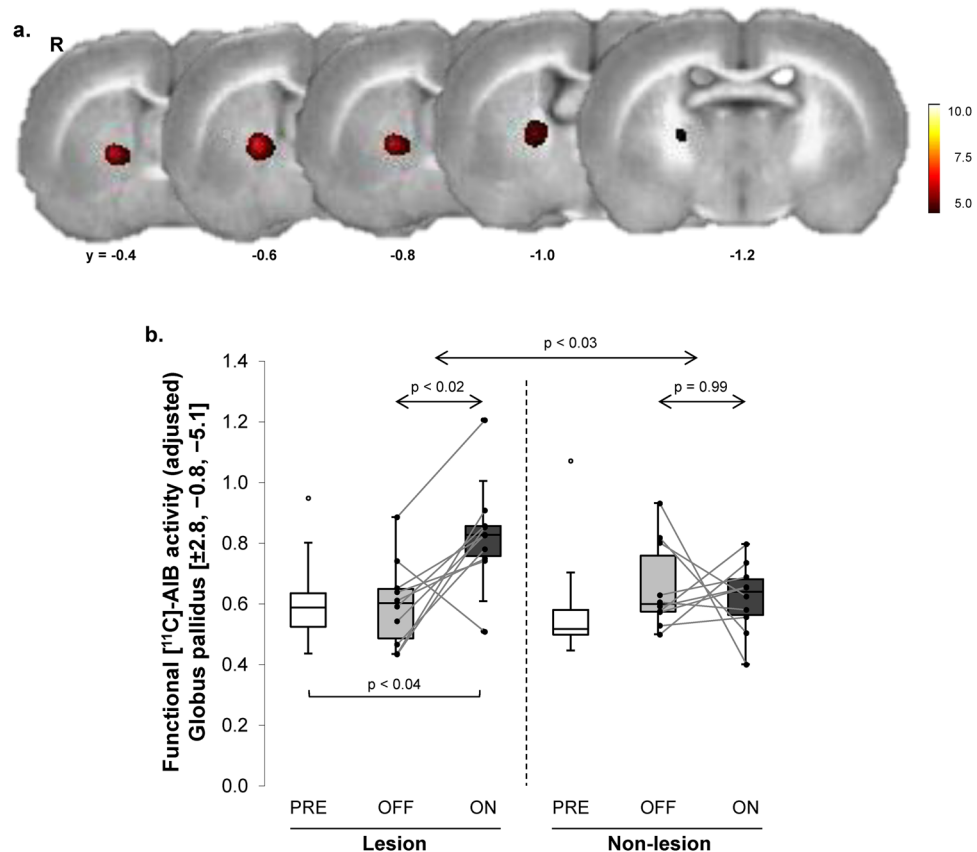 a.
R
10.0
7.5
5.0
y = -0.4
-0.6
-0.8
-1.0
-1.2
b.
Functional [¹¹C]-AIB activity (adjusted)
Globus pallidus [±2.8, −0.8, −5.1]
1.4
1.2
1.0
0.8
0.6
0.4
0.2
0.0
p < 0.03
p < 0.02
p = 0.99
p < 0.04
PRE OFF ON PRE OFF ON
Lesion Non-lesion